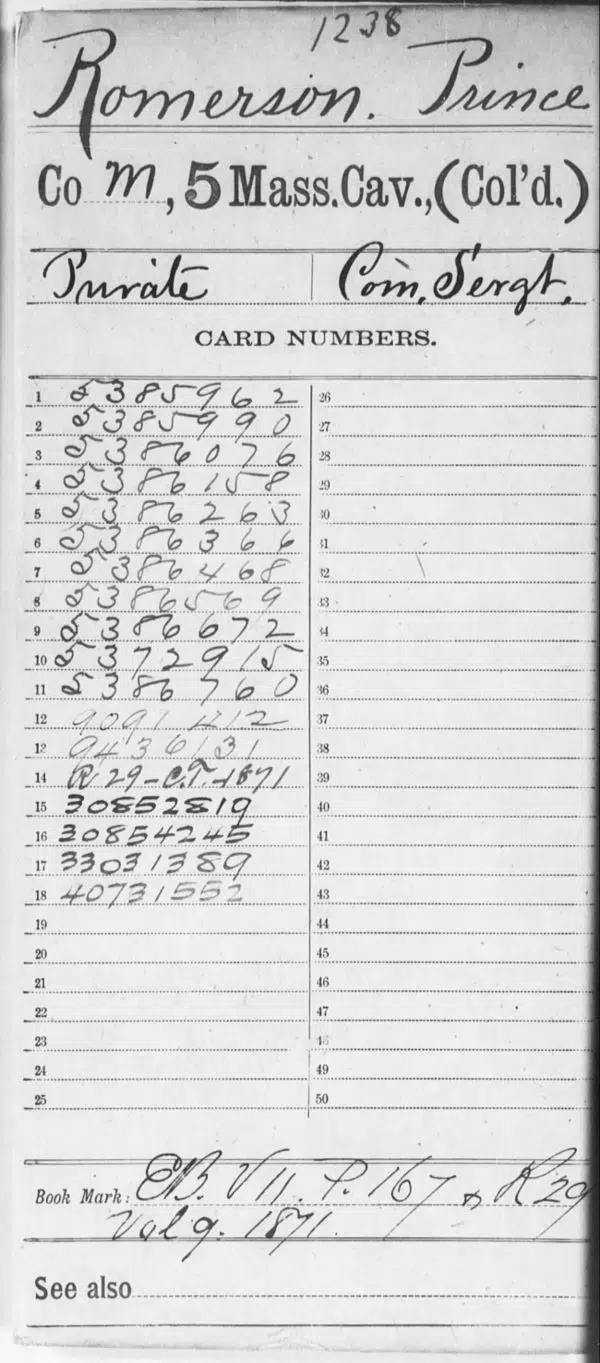 1238
Romerson, Prince
Co M, 5 Mass. Cav., (Col'd.)
Private | Com. Sergt.
CARD NUMBERS.
1 5385962 26
2 5385990 27
3 5386076 28
4 5386158 29
5 5386263 30
6 5386366 31
7 5386468 32
8 5386569 33
9 5386672 34
10 5372915 35
11 5386760 36
12 9091412 37
13 9436131 38
14 R 29-C.T.-1871 39
15 30852819 40
16 30854245 41
17 33031389 42
18 40731552 43
19 44
20 45
21 46
22 47
23 48
24 49
25 50
Book Mark: EB. V11. P. 167 & R29
Vol 9. 1871.
See also